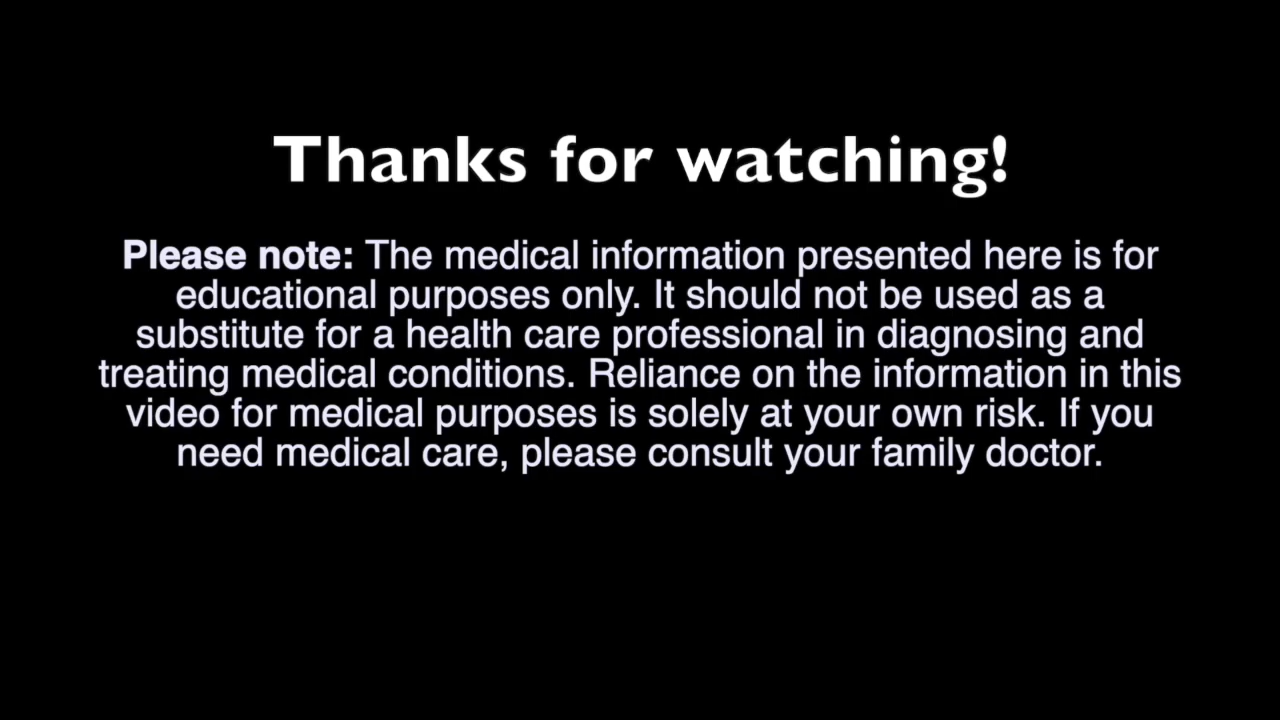 Thanks for watching!
Please note: The medical information presented here is for
educational purposes only. It should not be used as a
substitute for a health care professional in diagnosing and
treating medical conditions. Reliance on the information in this
video for medical purposes is solely at your own risk. If you
need medical care, please consult your family doctor.